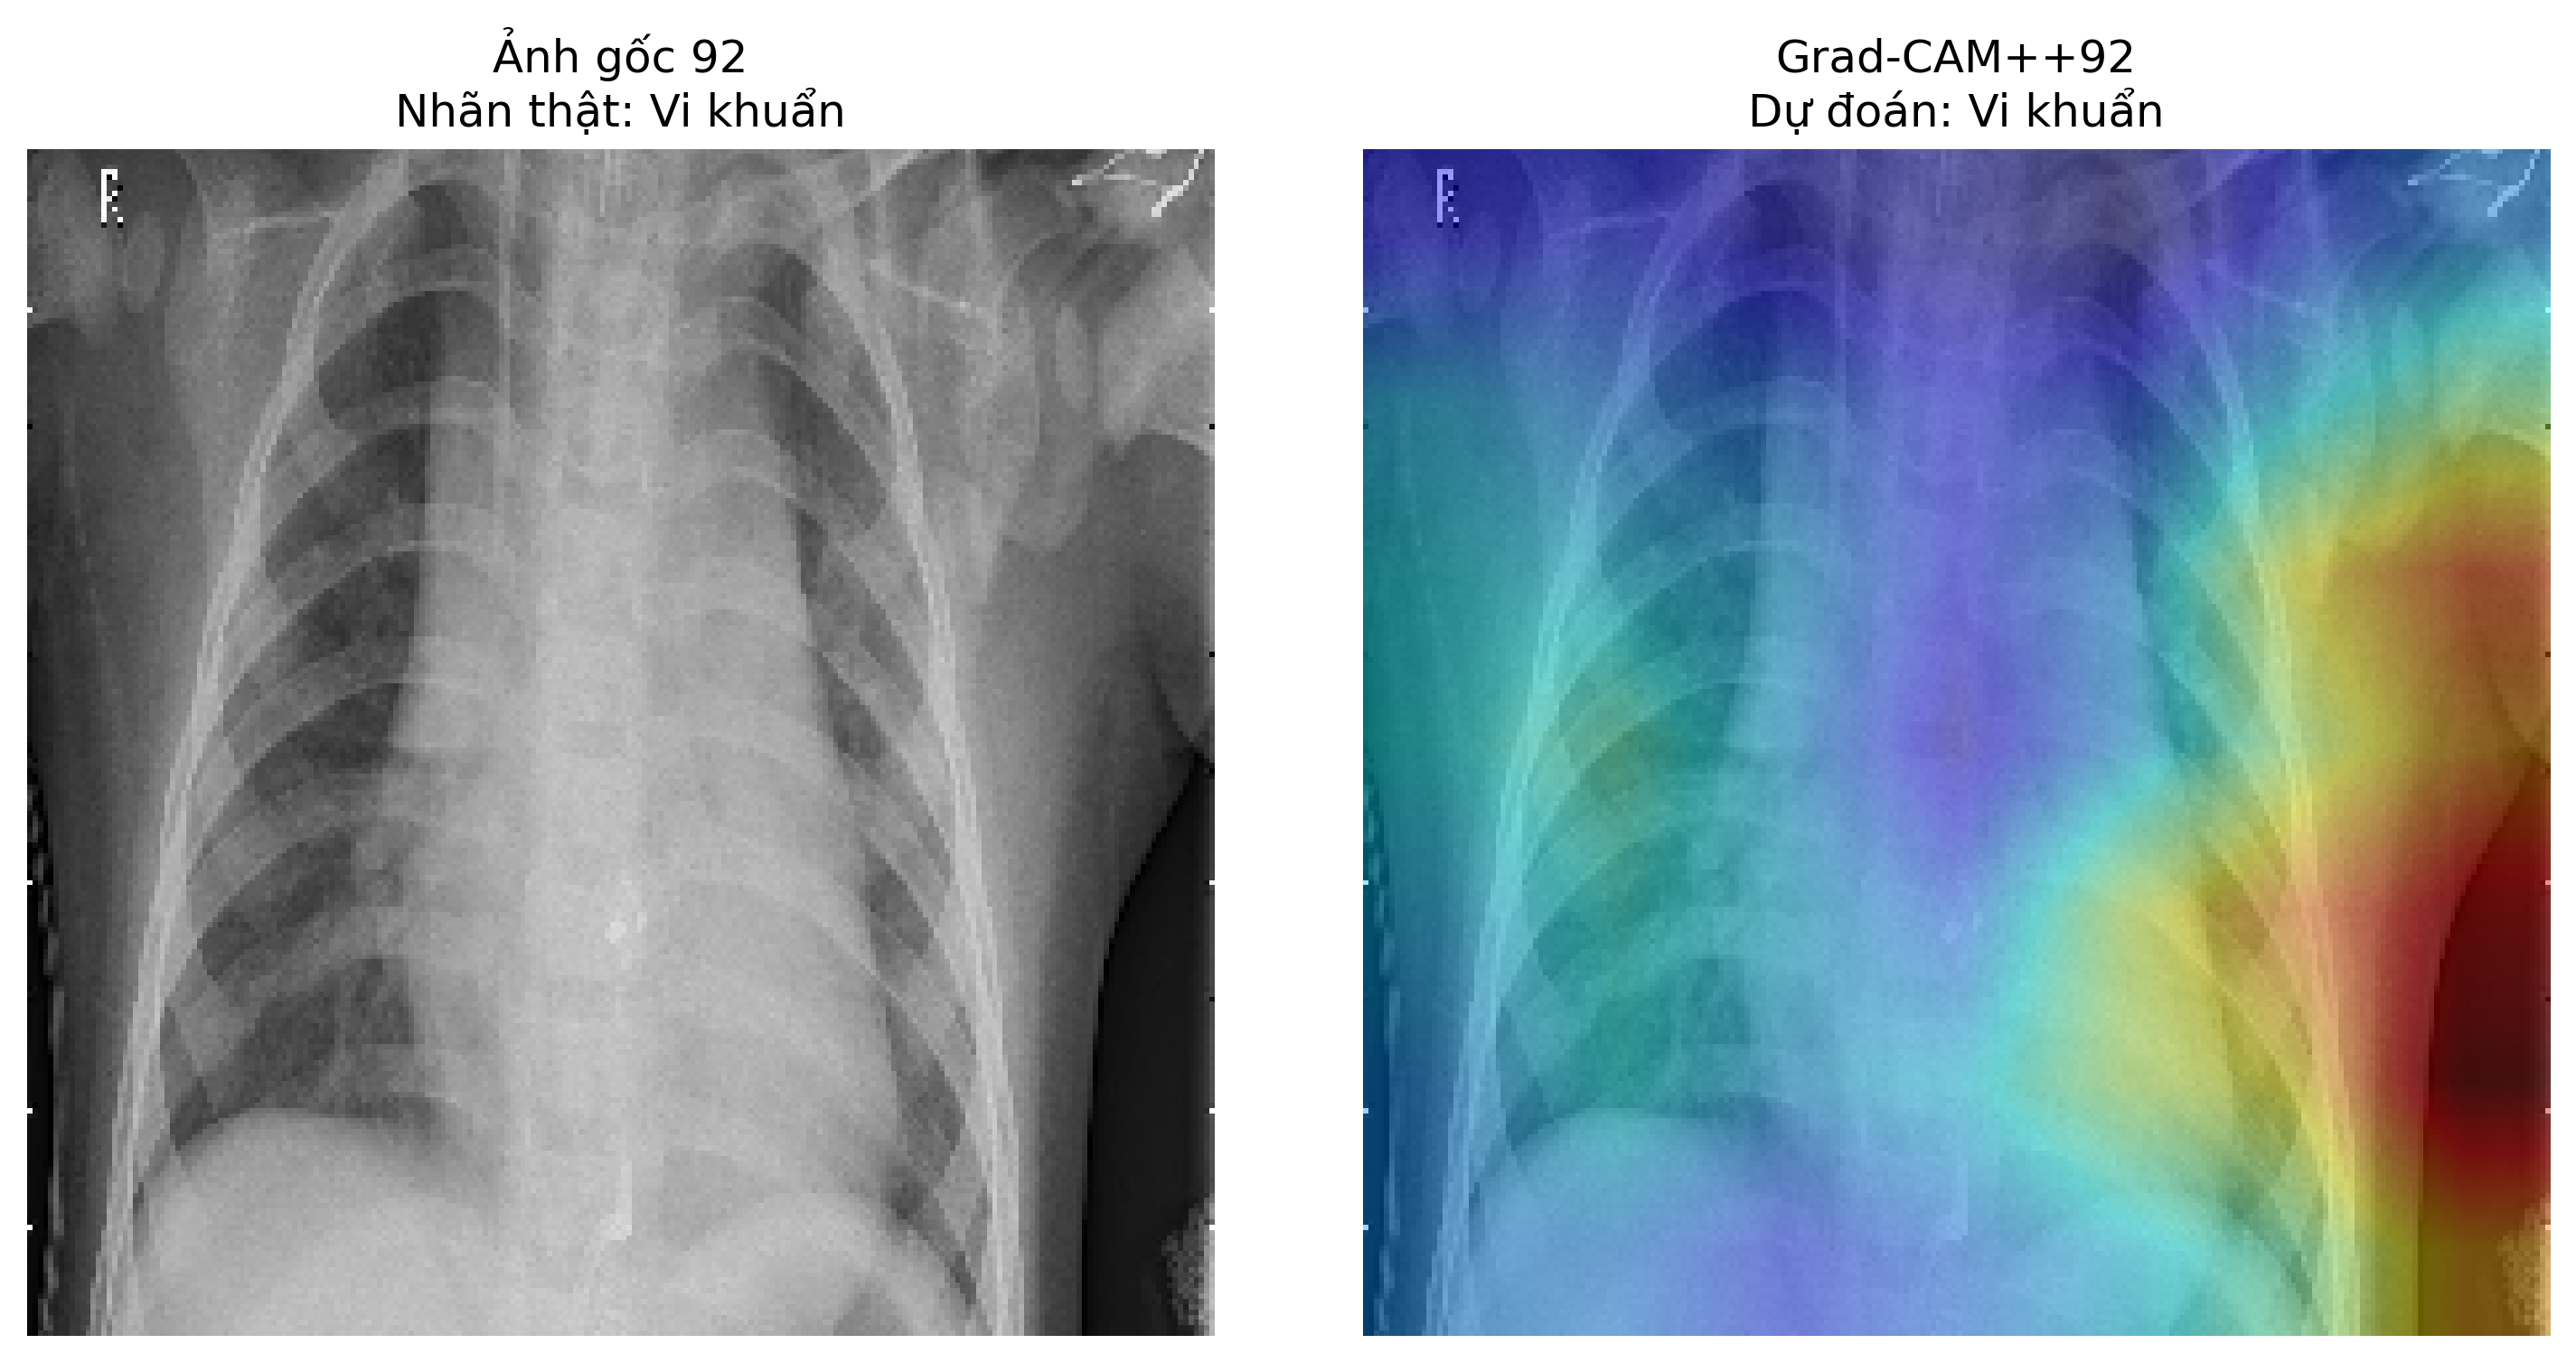 Ảnh gốc 92
Nhãn thật: Vi khuẩn
Grad-CAM++92
Dự đoán: Vi khuẩn
R
R